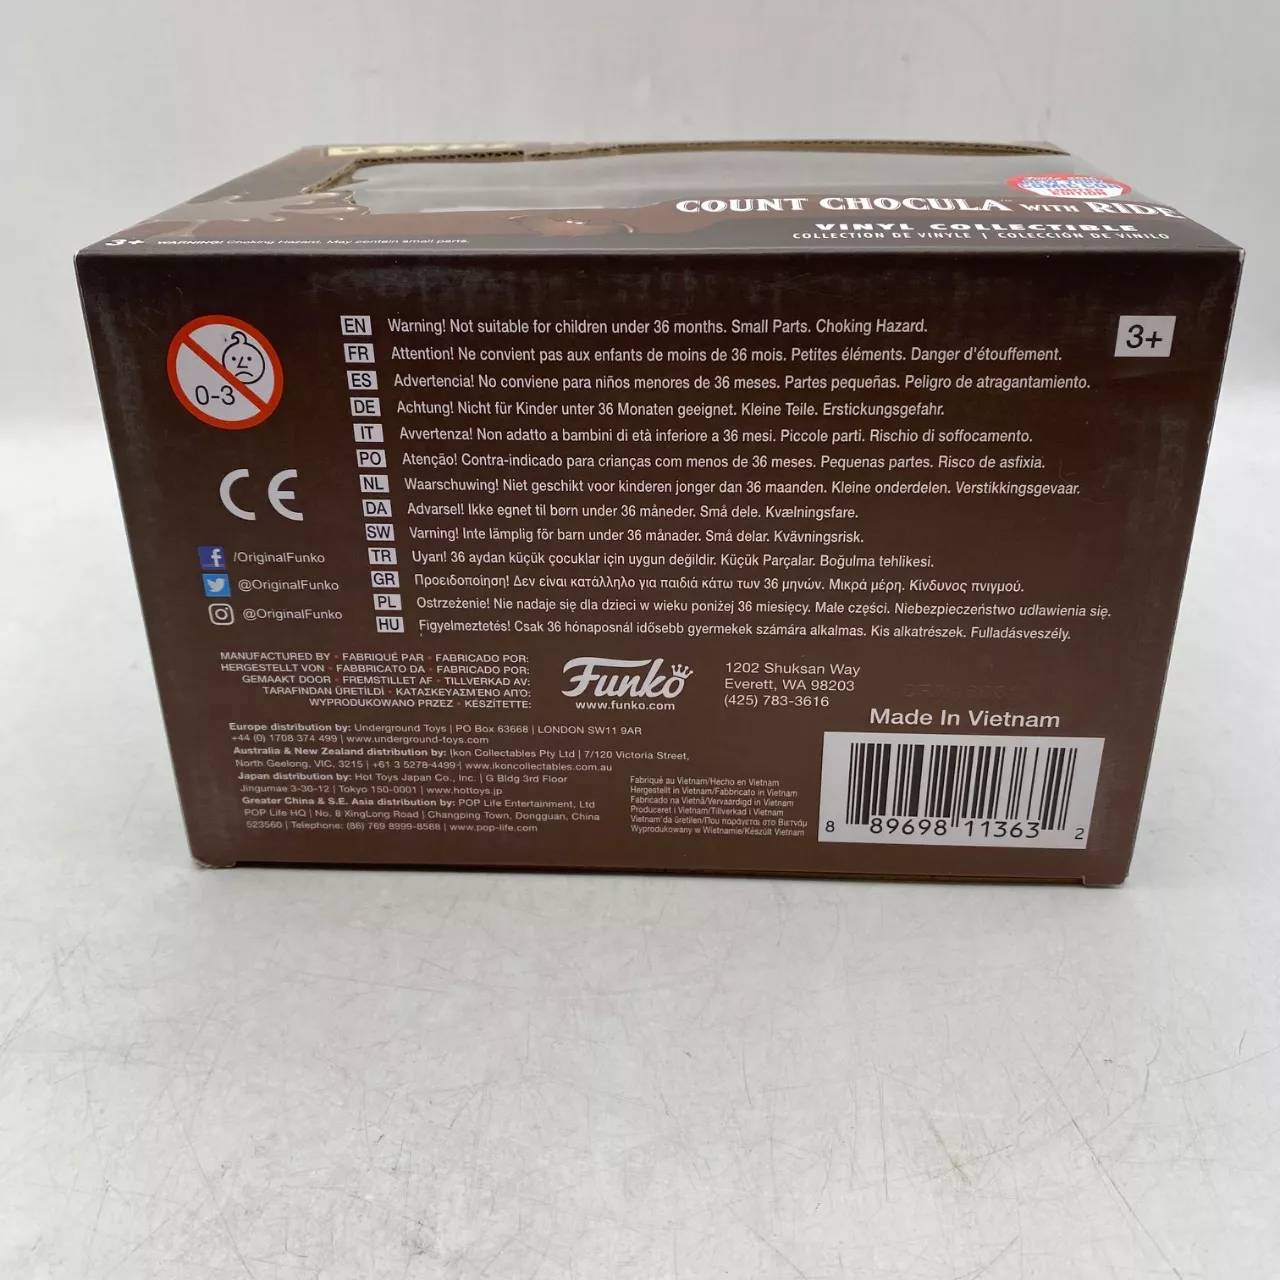 NEW YORK
COMIC CON
LIMITED
EDITION
COUNT CHOCULA™ WITH RIDE
VINYL COLLECTIBLE
COLLECTION DE VINYLE | COLECCIÓN DE VINILO
3+ WARNING! Choking Hazard. May contain small parts.
0-3
EN Warning! Not suitable for children under 36 months. Small Parts. Choking Hazard.
3+
FR Attention! Ne convient pas aux enfants de moins de 36 mois. Petites éléments. Danger d'étouffement.
ES Advertencia! No conviene para niños menores de 36 meses. Partes pequeñas. Peligro de atragantamiento.
DE Achtung! Nicht für Kinder unter 36 Monaten geeignet. Kleine Teile. Erstickungsgefahr.
IT Avvertenza! Non adatto a bambini di età inferiore a 36 mesi. Piccole parti. Rischio di soffocamento.
PO Atenção! Contra-indicado para crianças com menos de 36 meses. Pequenas partes. Risco de asfixia.
NL Waarschuwing! Niet geschikt voor kinderen jonger dan 36 maanden. Kleine onderdelen. Verstikkingsgevaar.
DA Advarsel! Ikke egnet til børn under 36 måneder. Små dele. Kvælningsfare.
SW Varning! Inte lämplig för barn under 36 månader. Små delar. Kvävningsrisk.
TR Uyarı! 36 aydan küçük çocuklar için uygun değildir. Küçük Parçalar. Boğulma tehlikesi.
GR Προειδοποίηση! Δεν είναι κατάλληλο για παιδιά κάτω των 36 μηνών. Μικρά μέρη. Κίνδυνος πνιγμού.
PL Ostrzeżenie! Nie nadaje się dla dzieci w wieku poniżej 36 miesięcy. Małe części. Niebezpieczeństwo udławienia się.
HU Figyelmeztetés! Csak 36 hónaposnál idősebb gyermekek számára alkalmas. Kis alkatrészek. Fulladásveszély.
CE
/OriginalFunko
@OriginalFunko
@OriginalFunko
MANUFACTURED BY • FABRIQUÉ PAR • FABRICADO POR:
HERGESTELLT VON • FABBRICATO DA • FABRICADO POR:
GEMAAKT DOOR • FREMSTILLET AF • TILLVERKAD AV:
TARAFINDAN ÜRETİLDİ • ΚΑΤΑΣΚΕΥΑΣΜΈΝΟ ΑΠΌ:
WYPRODUKOWANO PRZEZ • KÉSZÍTETTE:
Funko
www.funko.com
1202 Shuksan Way
Everett, WA 98203
(425) 783-3616
Made In Vietnam
Europe distribution by: Underground Toys | PO Box 63668 | LONDON SW11 9AR
+44 (0) 1708 374 499 | www.underground-toys.com
Australia & New Zealand distribution by: Ikon Collectables Pty Ltd | 7/120 Victoria Street,
North Geelong, VIC, 3215 | +61 3 5278-4499 | www.ikoncollectables.com.au
Japan distribution by: Hot Toys Japan Co., Inc. | G Bldg 3rd Floor
Jingumae 3-30-12 | Tokyo 150-0001 | www.hottoys.jp
Greater China & S.E. Asia distribution by: POP Life Entertainment, Ltd
POP Life HQ | No. 8 XingLong Road | Changping Town, Dongguan, China
523560 | Telephone: (86) 769 8999-8588 | www.pop-life.com
Fabriqué au Vietnam/Hecho en Vietnam
Hergestellt in Vietnam/Fabbricato in Vietnam
Fabricado na Vietnã/Vervaardigd in Vietnam
Produceret i Vietnam/Tillverkad i Vietnam
Vietnam'da üretilen/Που παράγεται στο Βιετνάμ
Wyprodukowany w Wietnamie/Készült Vietnam
8 89698 11363 2